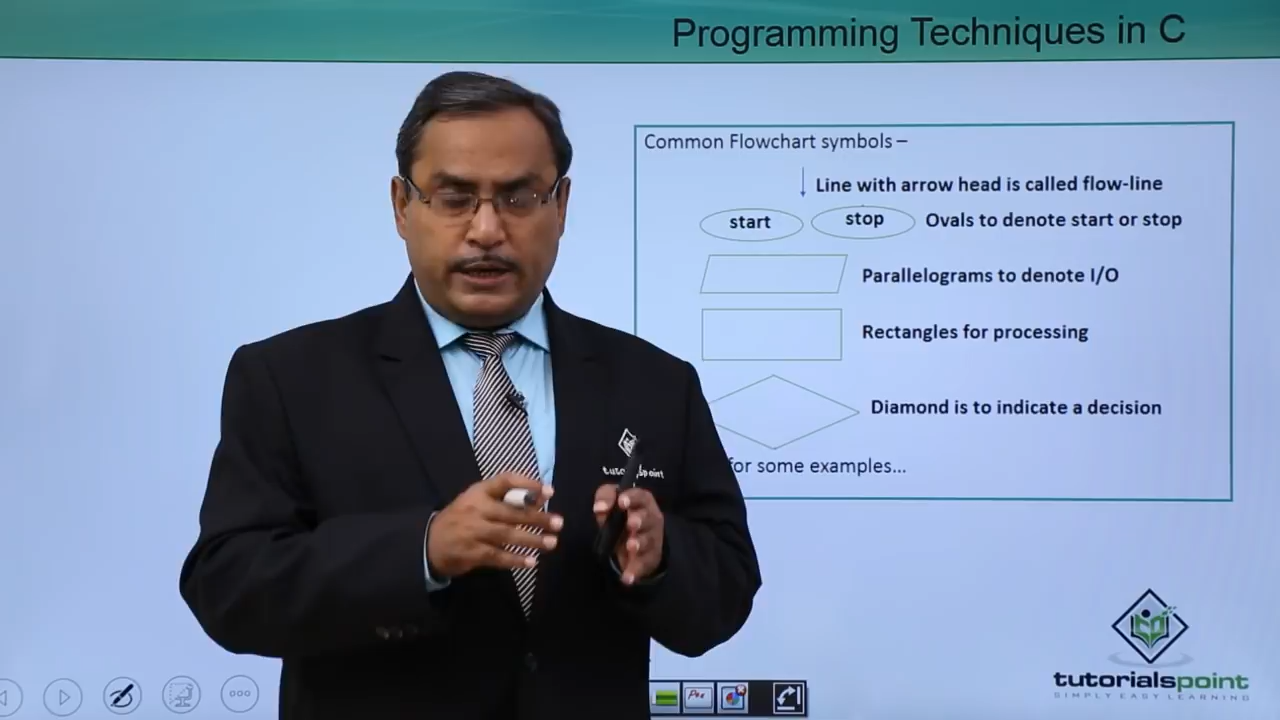 Programming Techniques in C
Common Flowchart symbols –
Line with arrow head is called flow-line
start
stop
Ovals to denote start or stop
Parallelograms to denote I/O
Rectangles for processing
Diamond is to indicate a decision
for some examples...
tutorialspoint
SIMPLY EASY LEARNING